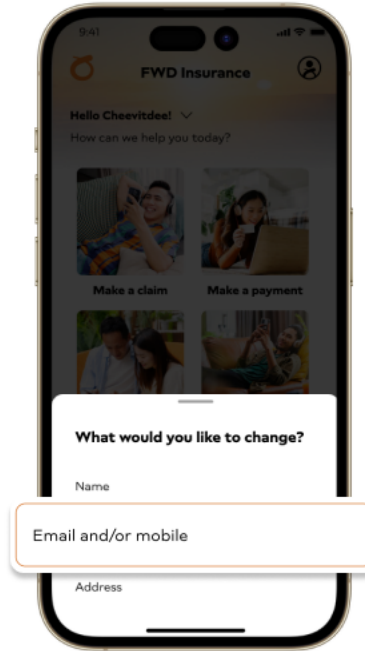 9:41
FWD Insurance
Hello Cheevitdee!
How can we help you today?
Make a claim
Make a payment
What would you like to change?
Name
Email and/or mobile
Address